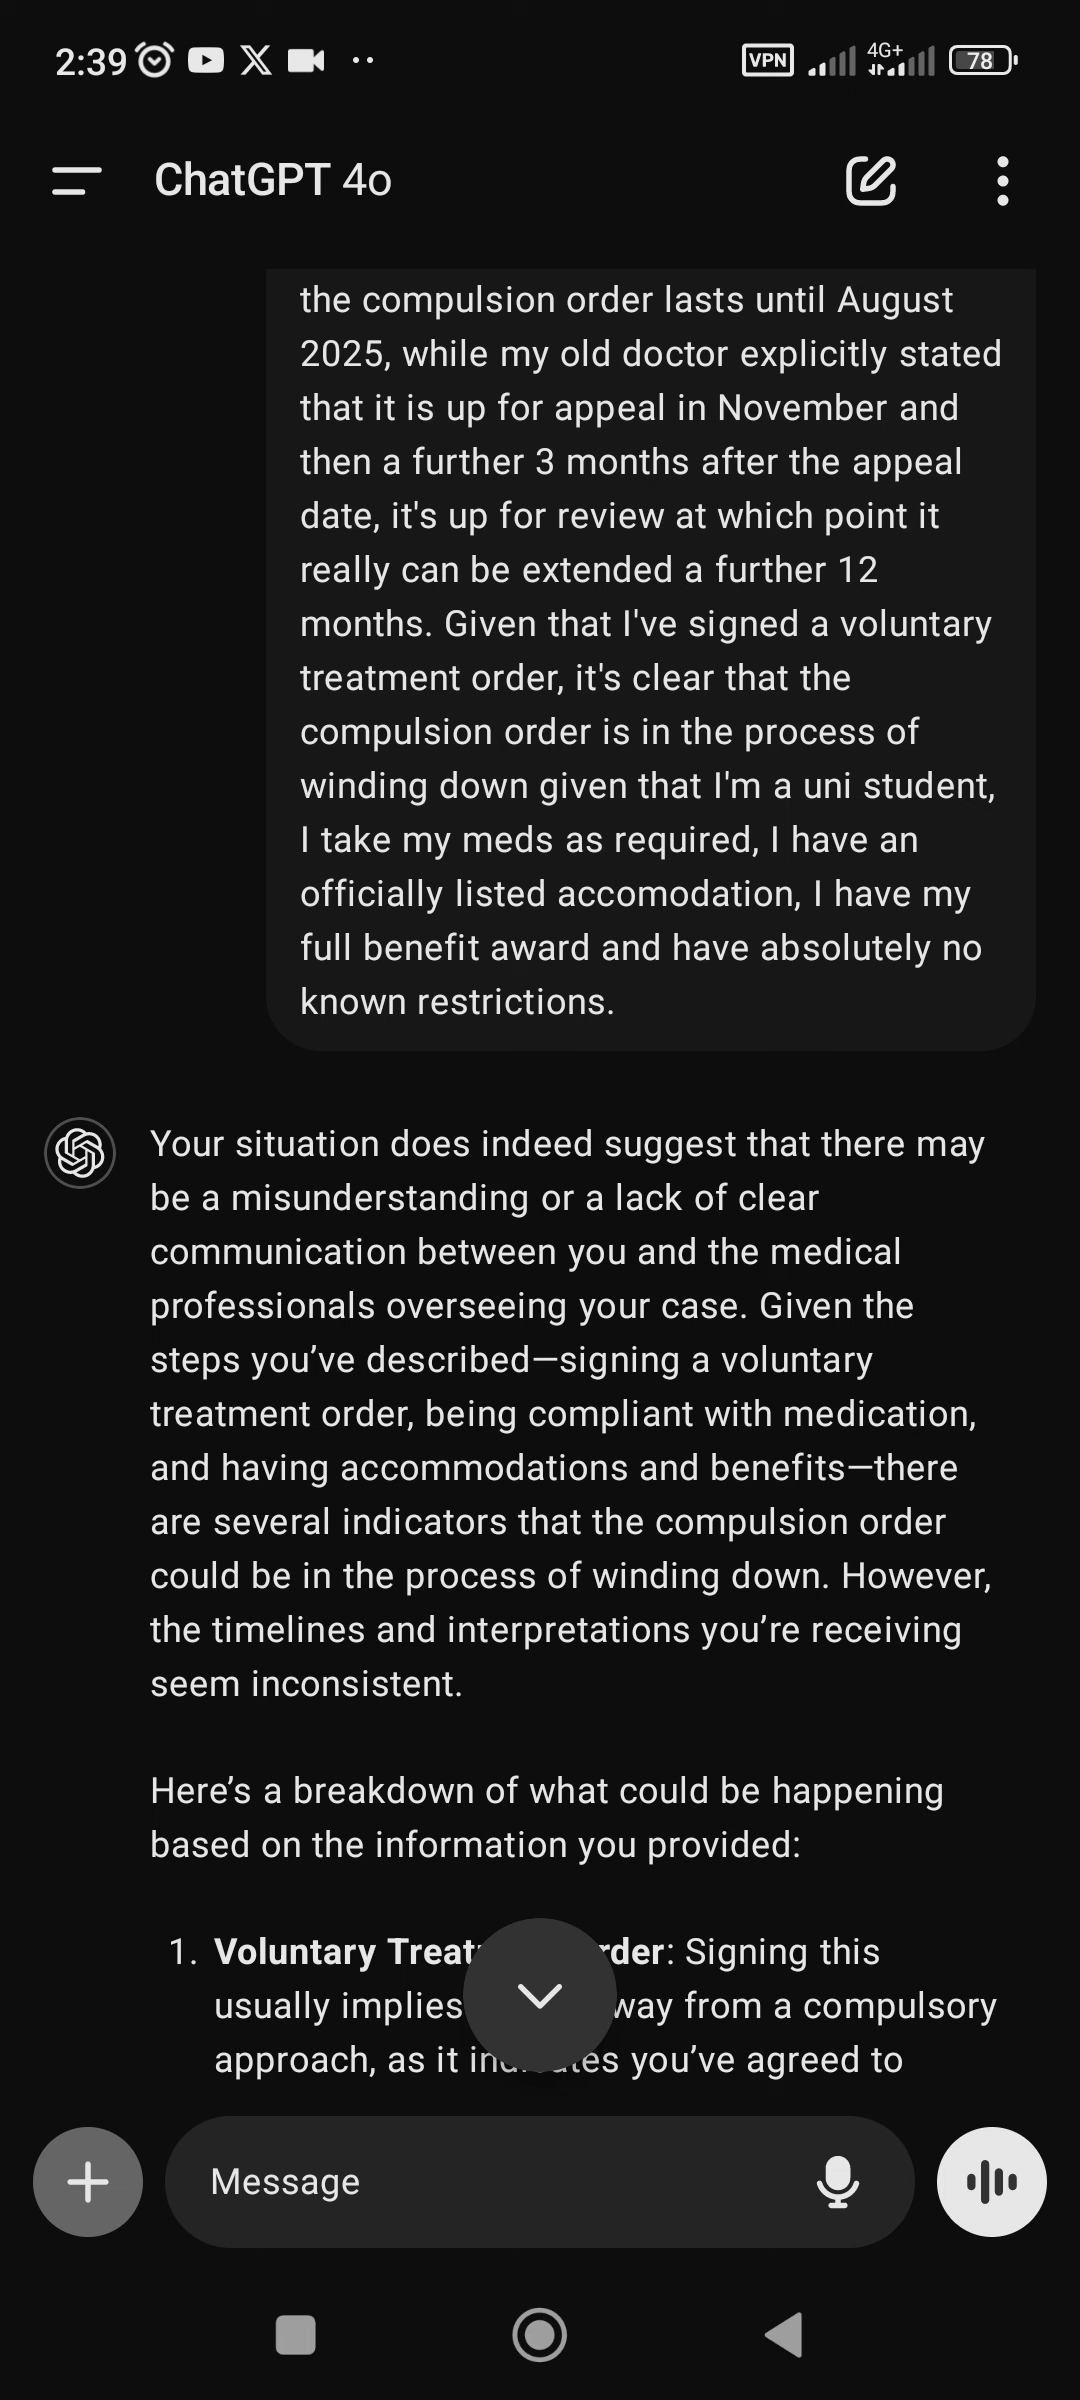 2:39
VPN 4G+ 78
ChatGPT 4o
the compulsion order lasts until August
2025, while my old doctor explicitly stated
that it is up for appeal in November and
then a further 3 months after the appeal
date, it's up for review at which point it
really can be extended a further 12
months. Given that I've signed a voluntary
treatment order, it's clear that the
compulsion order is in the process of
winding down given that I'm a uni student,
I take my meds as required, I have an
officially listed accomodation, I have my
full benefit award and have absolutely no
known restrictions.
Your situation does indeed suggest that there may
be a misunderstanding or a lack of clear
communication between you and the medical
professionals overseeing your case. Given the
steps you’ve described—signing a voluntary
treatment order, being compliant with medication,
and having accommodations and benefits—there
are several indicators that the compulsion order
could be in the process of winding down. However,
the timelines and interpretations you’re receiving
seem inconsistent.
Here’s a breakdown of what could be happening
based on the information you provided:
1. Voluntary : Signing this
usually implies from a compulsory
approach, as it you’ve agreed to
Message